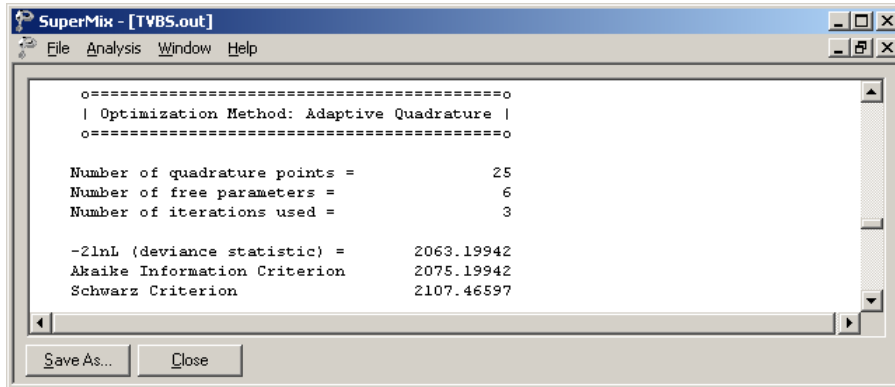 SuperMix - [TVBS.out]
File Analysis Window Help
o==========================================o
| Optimization Method: Adaptive Quadrature |
o==========================================o
Number of quadrature points = 25
Number of free parameters = 6
Number of iterations used = 3
-2lnL (deviance statistic) = 2063.19942
Akaike Information Criterion 2075.19942
Schwarz Criterion 2107.46597
Save As... Close